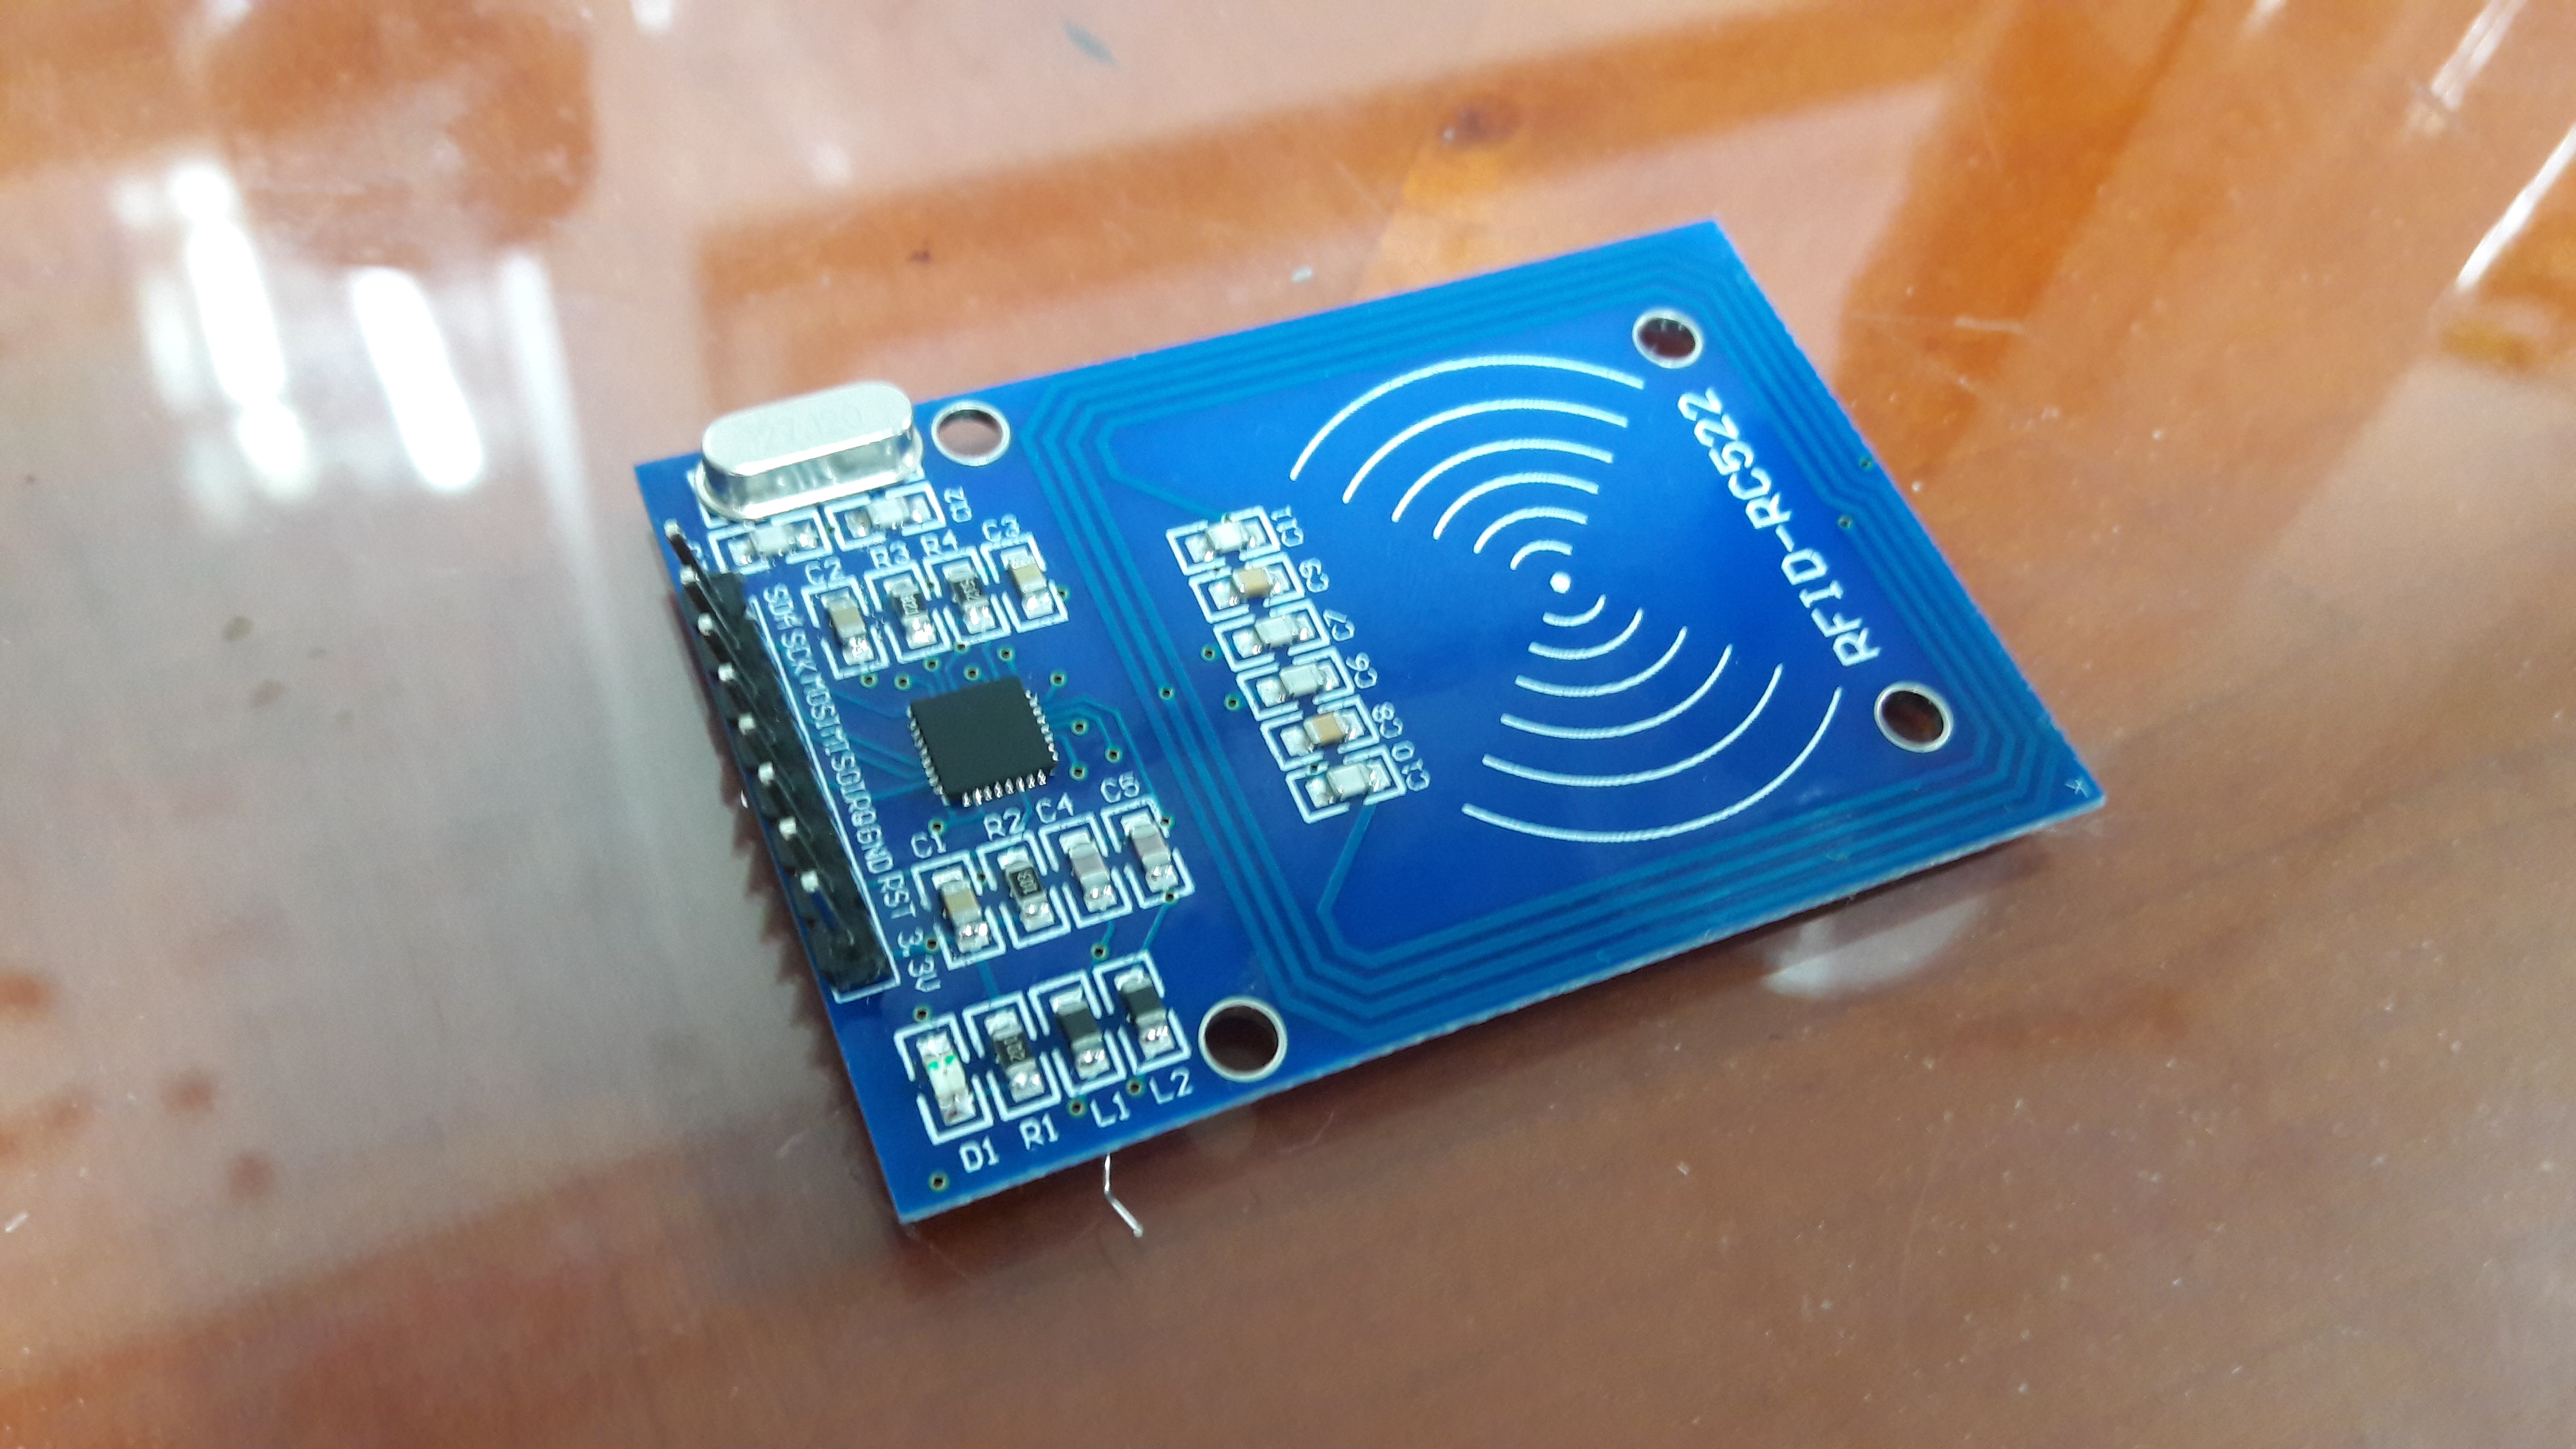 RFID-RC522
C3
R4
R3
C2
SDA
SCK
MOSI
MISO
IRQ
GND
RST
3.3V
C11
C9
C7
C6
C8
C10
C5
C4
R2
C1
103
D1
R1
L1
L2